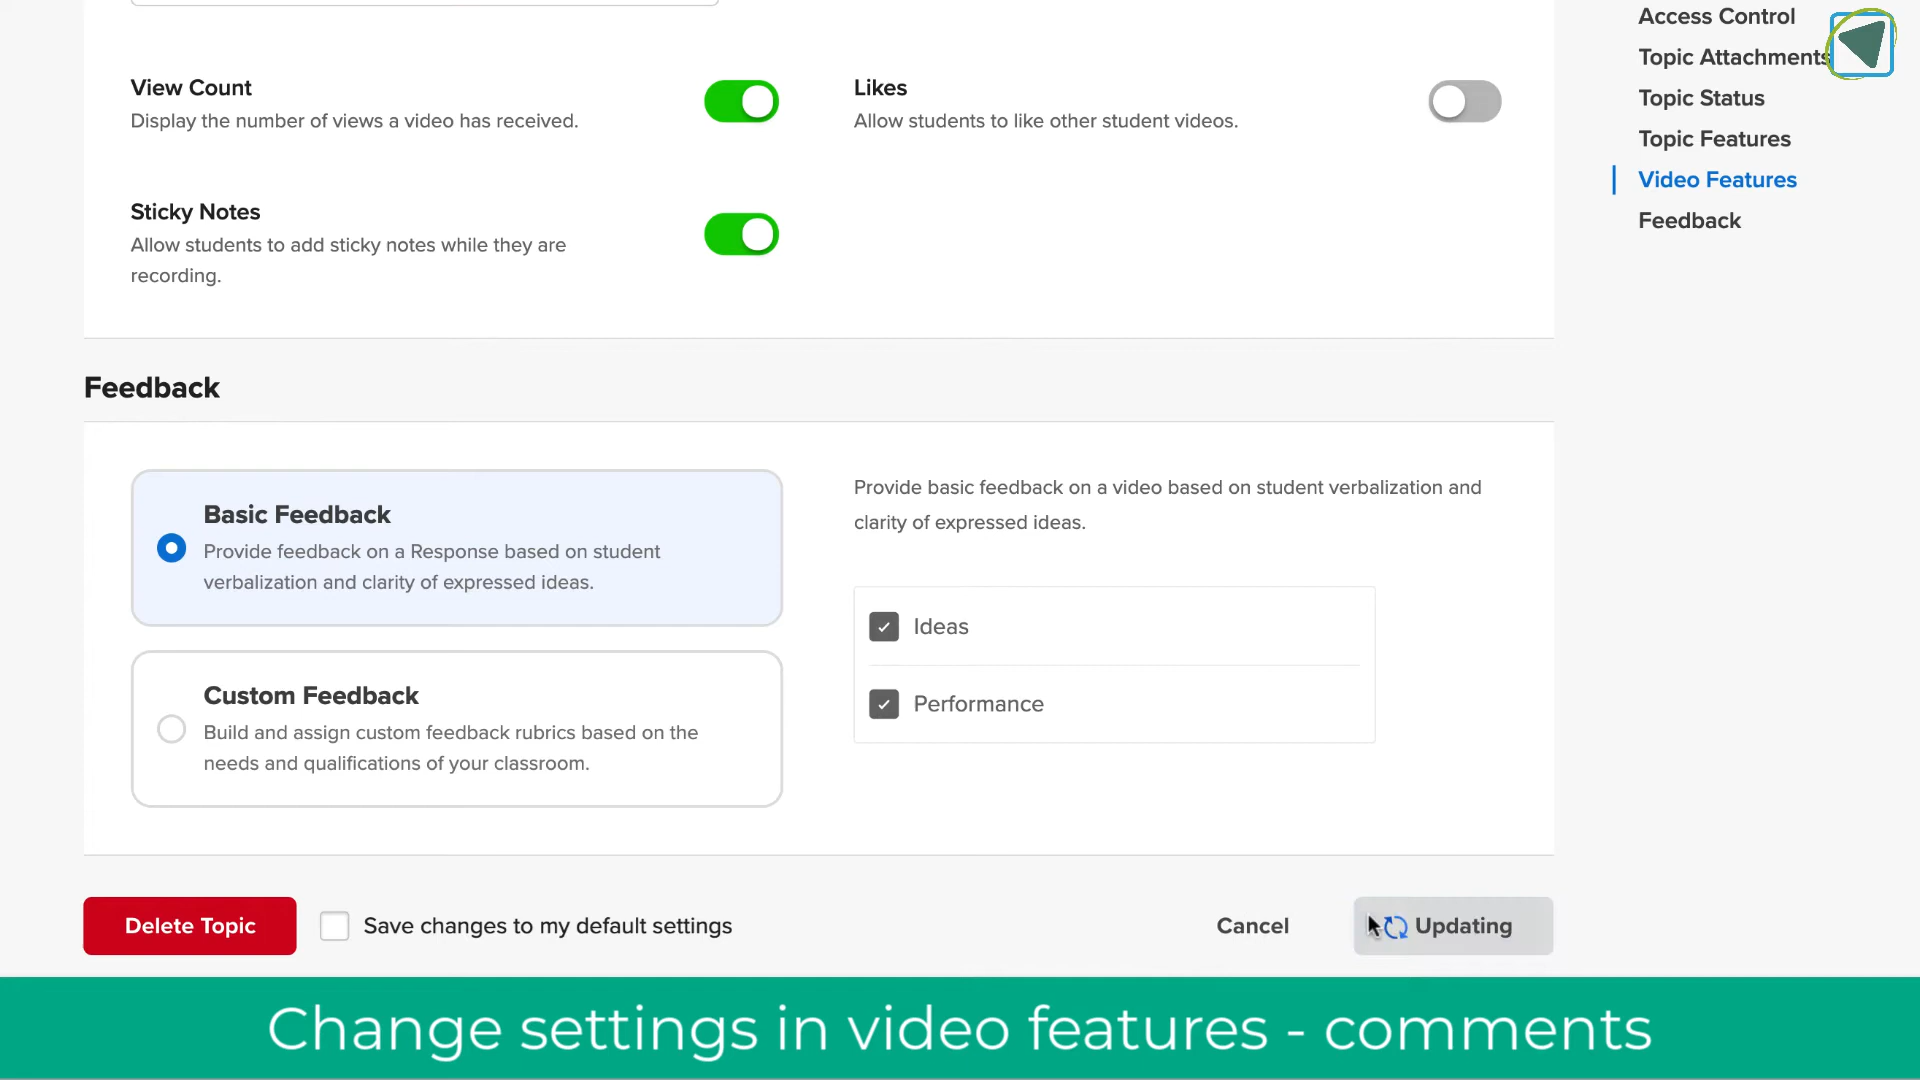 Access Control
Topic Attachments
Topic Status
Topic Features
Video Features
Feedback
View Count
Display the number of views a video has received.
Likes
Allow students to like other student videos.
Sticky Notes
Allow students to add sticky notes while they are
recording.
Feedback
Basic Feedback
Provide feedback on a Response based on student
verbalization and clarity of expressed ideas.
Custom Feedback
Build and assign custom feedback rubrics based on the
needs and qualifications of your classroom.
Provide basic feedback on a video based on student verbalization and
clarity of expressed ideas.
Ideas
Performance
Delete Topic
Save changes to my default settings
Cancel
Updating
Change settings in video features - comments